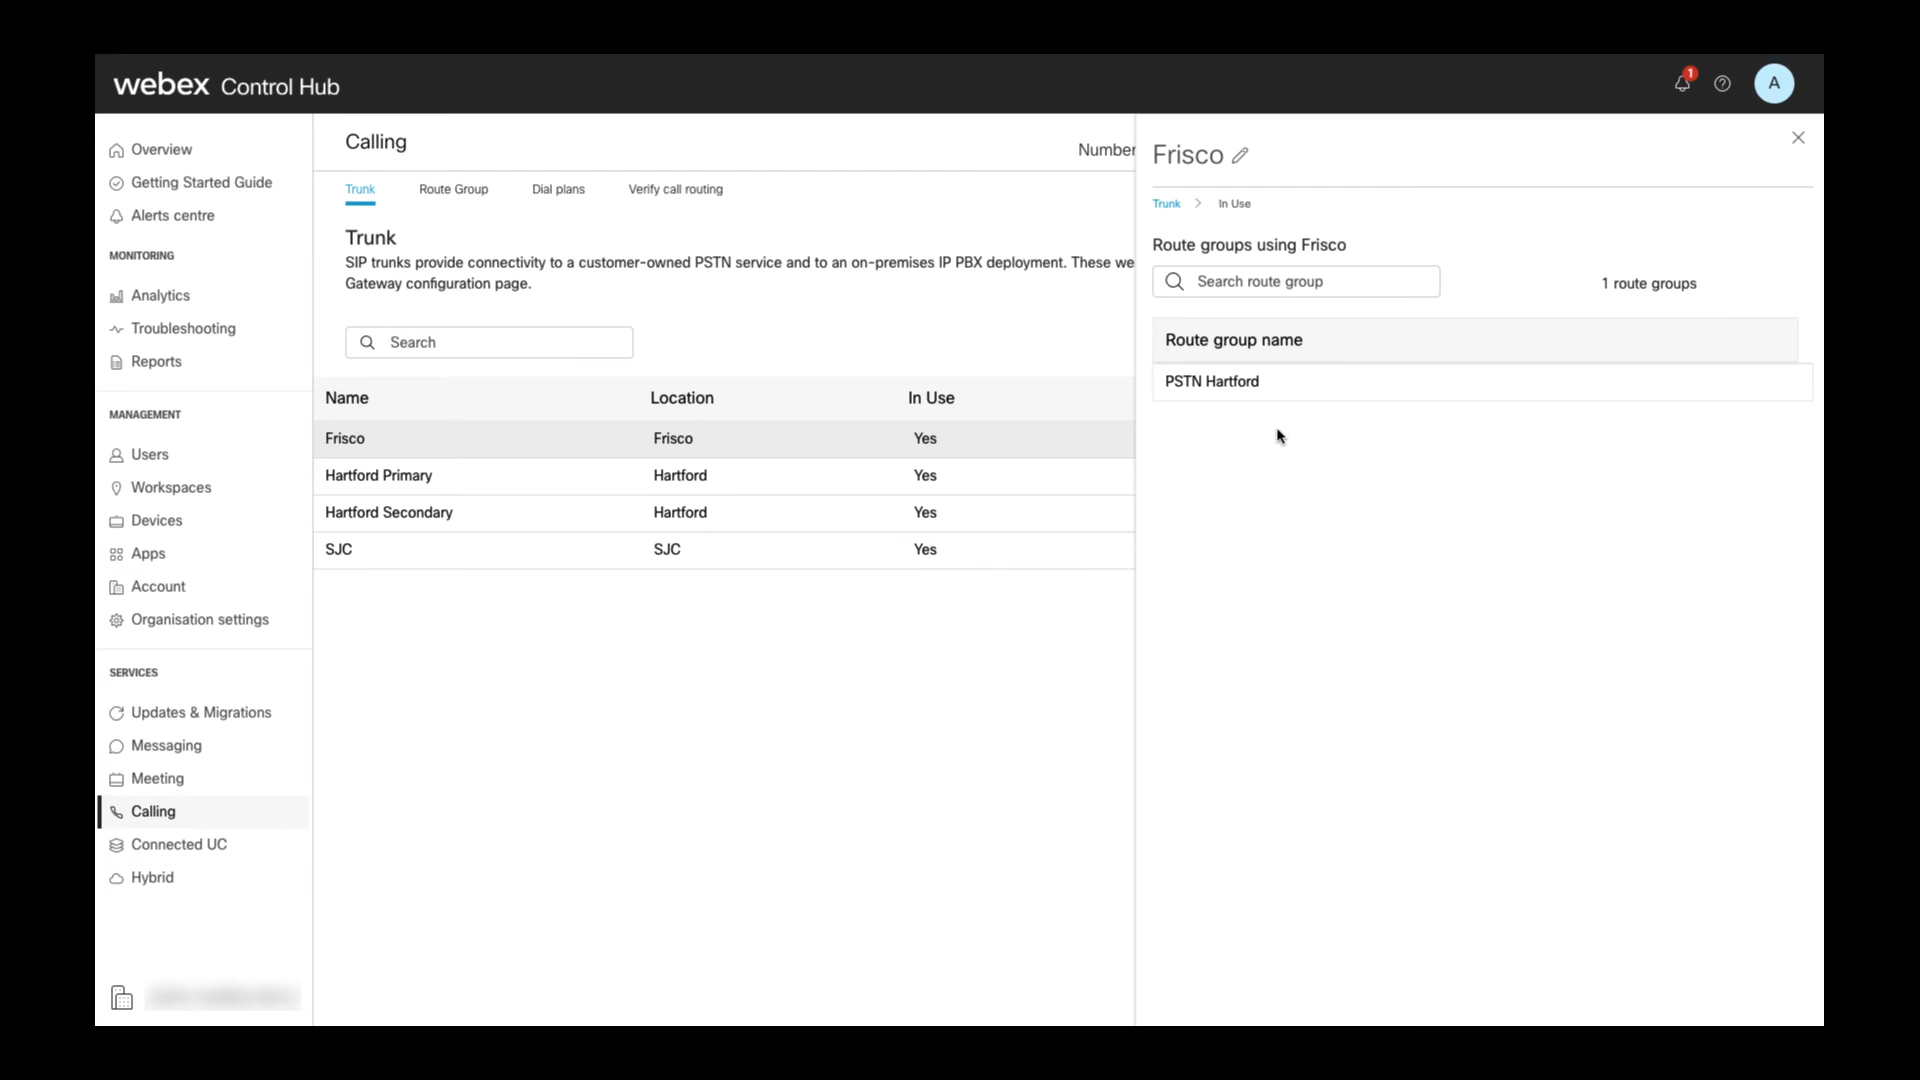 webex Control Hub
1
A
Overview
Getting Started Guide
Alerts centre
MONITORING
Analytics
Troubleshooting
Reports
MANAGEMENT
Users
Workspaces
Devices
Apps
Account
Organisation settings
SERVICES
Updates & Migrations
Messaging
Meeting
Calling
Connected UC
Hybrid
Calling
Number
Trunk Route Group Dial plans Verify call routing
Trunk
SIP trunks provide connectivity to a customer-owned PSTN service and to an on-premises IP PBX deployment. These we
Gateway configuration page.
Search
Name Location In Use
Frisco Frisco Yes
Hartford Primary Hartford Yes
Hartford Secondary Hartford Yes
SJC SJC Yes
Frisco
Trunk > In Use
Route groups using Frisco
Search route group
1 route groups
Route group name
PSTN Hartford